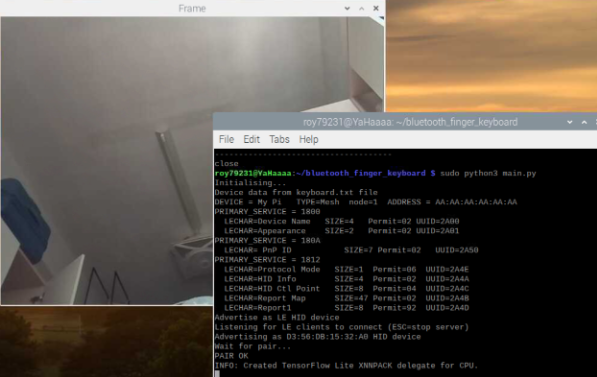 Frame
roy79231@YaHaaaa: ~/bluetooth_finger_keyboard
File Edit Tabs Help
-------------------------------------
close
roy79231@YaHaaaa:~/bluetooth_finger_keyboard $ sudo python3 main.py
Initialising...
Device data from keyboard.txt file
DEVICE = My Pi   TYPE=Mesh  node=1  ADDRESS = AA:AA:AA:AA:AA:AA
PRIMARY_SERVICE = 1800
  LECHAR=Device Name   SIZE=4   Permit=02 UUID=2A00
  LECHAR=Appearance    SIZE=2   Permit=02 UUID=2A01
PRIMARY_SERVICE = 180A
  LECHAR= PnP ID           SIZE=7 Permit=02   UUID=2A50
PRIMARY_SERVICE = 1812
  LECHAR=Protocol Mode   SIZE=1  Permit=06  UUID=2A4E
  LECHAR=HID Info        SIZE=4  Permit=02  UUID=2A4A
  LECHAR=HID Ctl Point   SIZE=8  Permit=04  UUID=2A4C
  LECHAR=Report Map      SIZE=47 Permit=02  UUID=2A4B
  LECHAR=Report1         SIZE=8  Permit=92  UUID=2A4D
Advertise as LE HID device
Listening for LE clients to connect (ESC=stop server)
Advertising as D3:56:DB:15:32:A0 HID device
Wait for pair...
PAIR OK
INFO: Created TensorFlow Lite XNNPACK delegate for CPU.